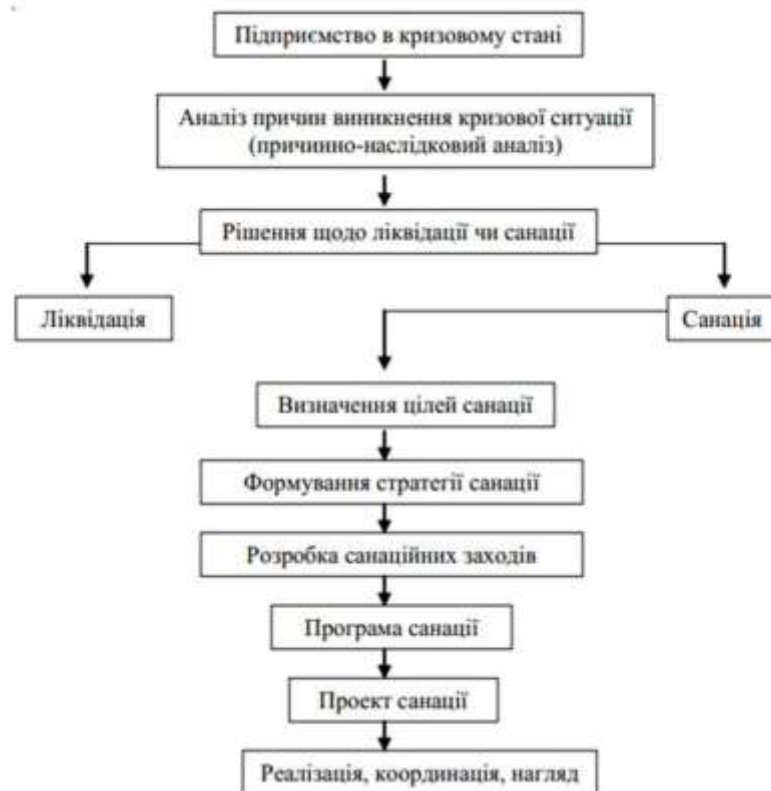 Підприємство в кризовому стані
Аналіз причин виникнення кризової ситуації
(причинно-наслідковий аналіз)
Рішення щодо ліквідації чи санації
Ліквідація
Санація
Визначення цілей санації
Формування стратегії санації
Розробка санаційних заходів
Програма санації
Проект санації
Реалізація, координація, нагляд